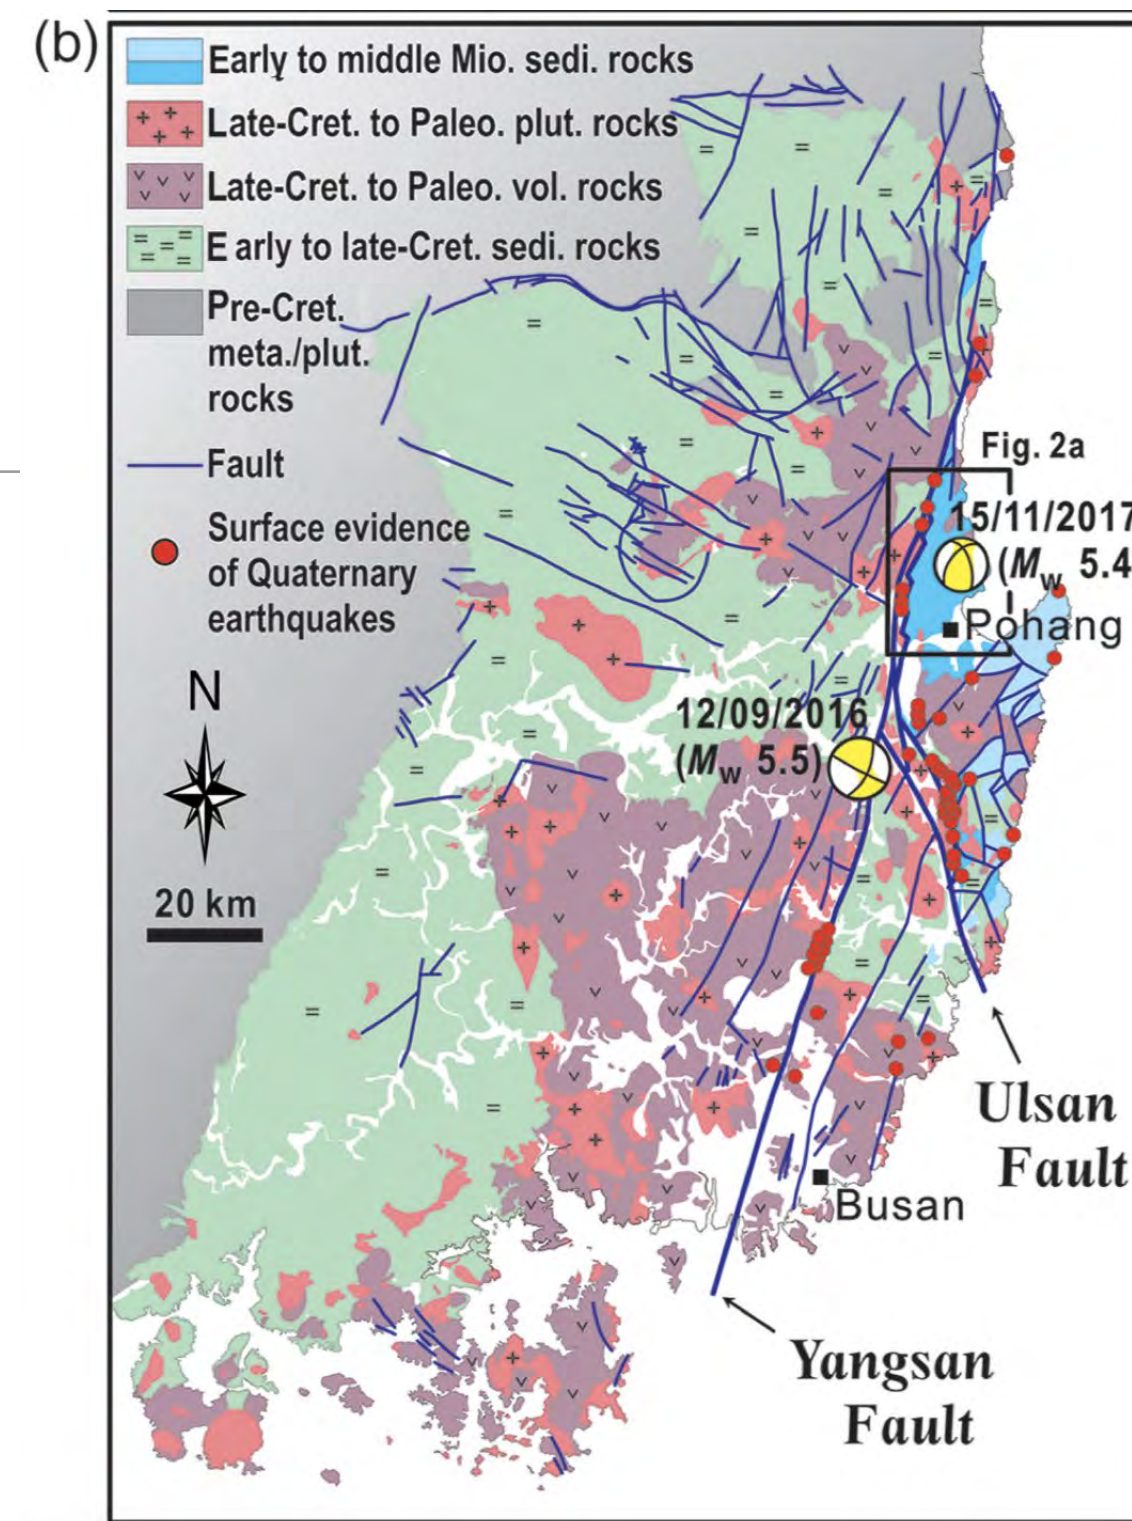 (b)
Early to middle Mio. sedi. rocks
Late-Cret. to Paleo. plut. rocks
Late-Cret. to Paleo. vol. rocks
E arly to late-Cret. sedi. rocks
Pre-Cret.
meta./plut.
rocks
Fault
Surface evidence
of Quaternary
earthquakes
N
20 km
Fig. 2a
15/11/2017
(Mw 5.4
Pohang
12/09/2016
(Mw 5.5)
Ulsan
Fault
Busan
Yangsan
Fault